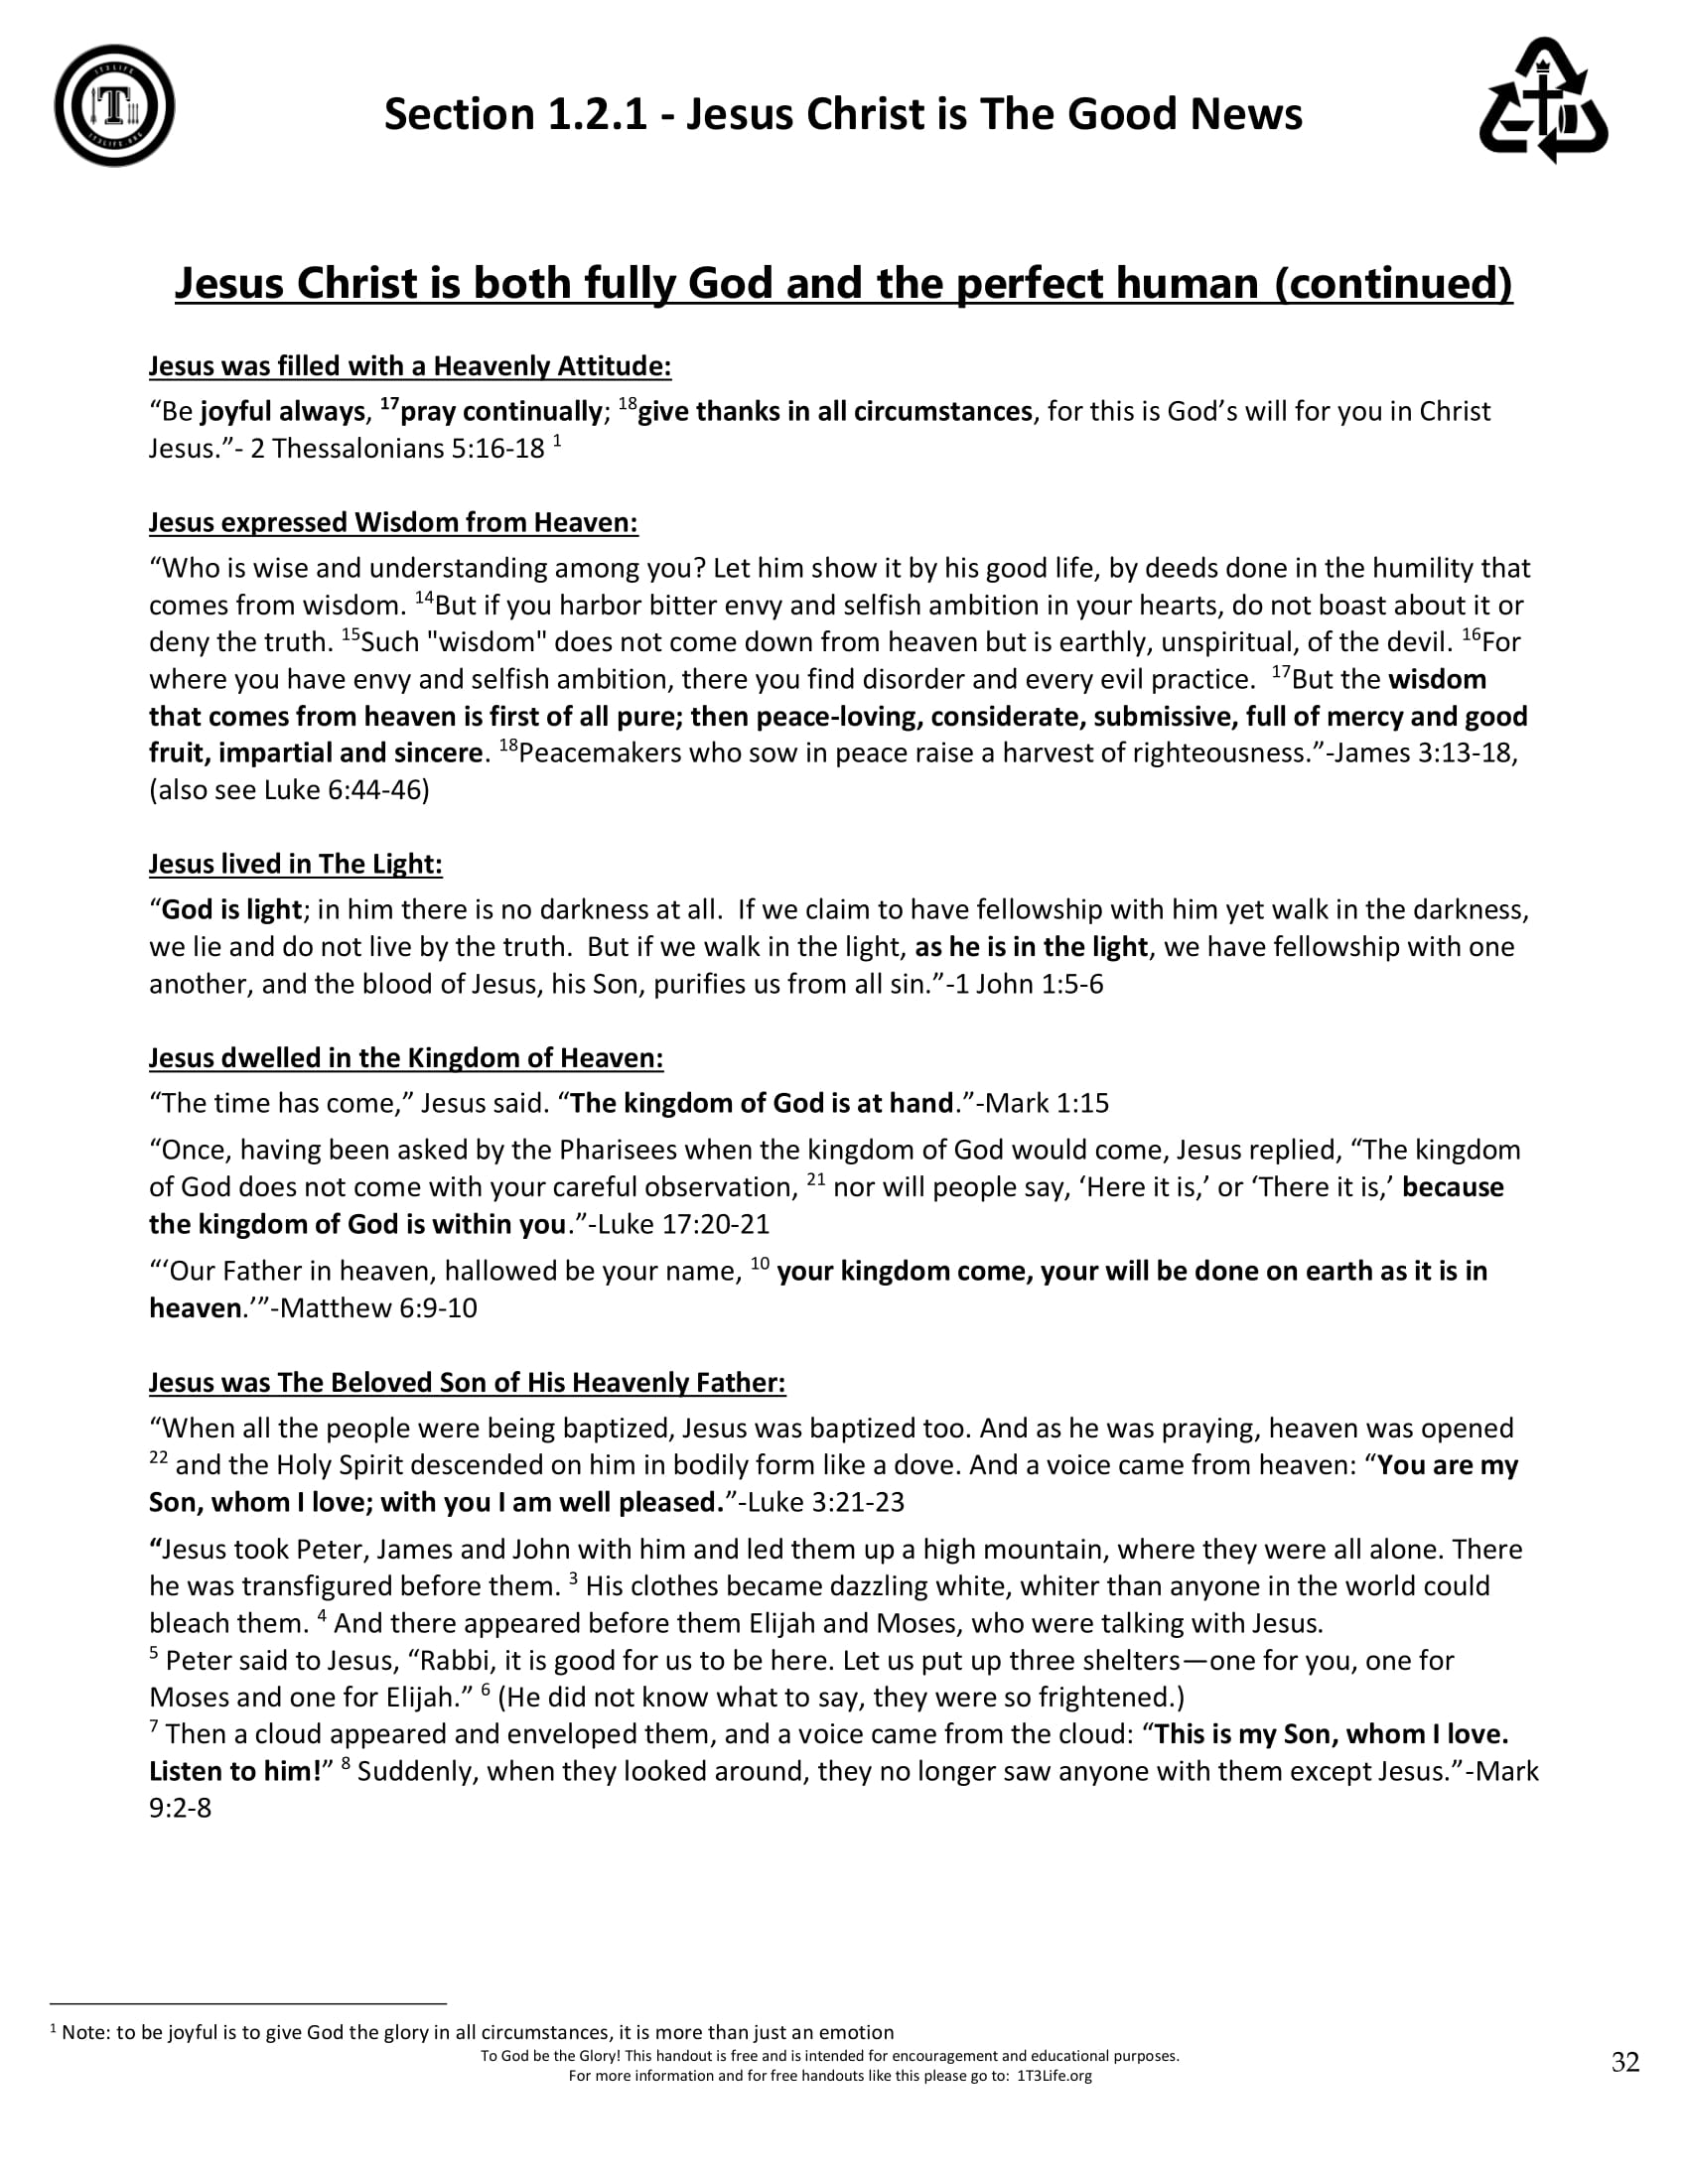 Section 1.2.1 - Jesus Christ is The Good News
Jesus Christ is both fully God and the perfect human (continued)
Jesus was filled with a Heavenly Attitude:
“Be joyful always, 17pray continually; 18give thanks in all circumstances, for this is God’s will for you in Christ
Jesus.”- 2 Thessalonians 5:16-18 1
Jesus expressed Wisdom from Heaven:
“Who is wise and understanding among you? Let him show it by his good life, by deeds done in the humility that
comes from wisdom. 14But if you harbor bitter envy and selfish ambition in your hearts, do not boast about it or
deny the truth. 15Such "wisdom" does not come down from heaven but is earthly, unspiritual, of the devil. 16For
where you have envy and selfish ambition, there you find disorder and every evil practice. 17But the wisdom
that comes from heaven is first of all pure; then peace-loving, considerate, submissive, full of mercy and good
fruit, impartial and sincere. 18Peacemakers who sow in peace raise a harvest of righteousness.”-James 3:13-18,
(also see Luke 6:44-46)
Jesus lived in The Light:
“God is light; in him there is no darkness at all. If we claim to have fellowship with him yet walk in the darkness,
we lie and do not live by the truth. But if we walk in the light, as he is in the light, we have fellowship with one
another, and the blood of Jesus, his Son, purifies us from all sin.”-1 John 1:5-6
Jesus dwelled in the Kingdom of Heaven:
“The time has come,” Jesus said. “The kingdom of God is at hand.”-Mark 1:15
“Once, having been asked by the Pharisees when the kingdom of God would come, Jesus replied, “The kingdom
of God does not come with your careful observation, 21 nor will people say, ‘Here it is,’ or ‘There it is,’ because
the kingdom of God is within you.”-Luke 17:20-21
“‘Our Father in heaven, hallowed be your name, 10 your kingdom come, your will be done on earth as it is in
heaven.’”-Matthew 6:9-10
Jesus was The Beloved Son of His Heavenly Father:
“When all the people were being baptized, Jesus was baptized too. And as he was praying, heaven was opened
22 and the Holy Spirit descended on him in bodily form like a dove. And a voice came from heaven: “You are my
Son, whom I love; with you I am well pleased.”-Luke 3:21-23
“Jesus took Peter, James and John with him and led them up a high mountain, where they were all alone. There
he was transfigured before them. 3 His clothes became dazzling white, whiter than anyone in the world could
bleach them. 4 And there appeared before them Elijah and Moses, who were talking with Jesus.
5 Peter said to Jesus, “Rabbi, it is good for us to be here. Let us put up three shelters—one for you, one for
Moses and one for Elijah.” 6 (He did not know what to say, they were so frightened.)
7 Then a cloud appeared and enveloped them, and a voice came from the cloud: “This is my Son, whom I love.
Listen to him!” 8 Suddenly, when they looked around, they no longer saw anyone with them except Jesus.”-Mark
9:2-8
1 Note: to be joyful is to give God the glory in all circumstances, it is more than just an emotion
To God be the Glory! This handout is free and is intended for encouragement and educational purposes.
For more information and for free handouts like this please go to: 1T3Life.org
32